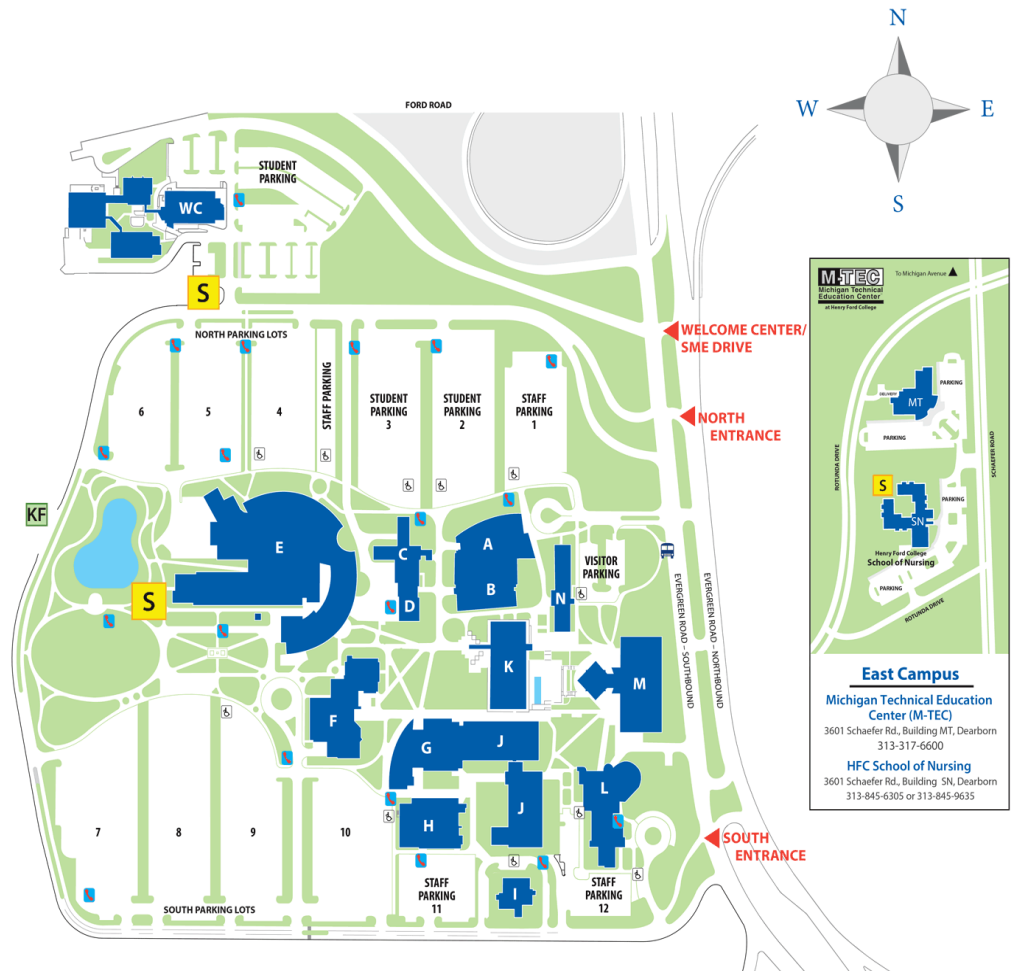 N
W
E
S
FORD ROAD
STUDENT
PARKING
WC
S
M-TEC
Michigan Technical
Education Center
at Henry Ford College
To Michigan Avenue
WELCOME CENTER/
SME DRIVE
NORTH PARKING LOTS
6
5
4
STAFF PARKING
STUDENT
PARKING
3
STUDENT
PARKING
2
STAFF
PARKING
1
NORTH
ENTRANCE
KF
E
C
D
A
B
N
VISITOR
PARKING
S
EVERGREEN ROAD – SOUTHBOUND
EVERGREEN ROAD – NORTHBOUND
K
M
F
G
J
J
L
H
I
7
8
9
10
STAFF
PARKING
11
STAFF
PARKING
12
SOUTH
ENTRANCE
SOUTH PARKING LOTS
PARKING
DELIVERY
MT
PARKING
ROTUNDA DRIVE
SCHAEFER ROAD
S
PARKING
SN
Henry Ford College
School of Nursing
PARKING
ROTUNDA DRIVE
East Campus
Michigan Technical Education
Center (M-TEC)
3601 Schaefer Rd., Building MT, Dearborn
313-317-6600
HFC School of Nursing
3601 Schaefer Rd., Building SN, Dearborn
313-845-6305 or 313-845-9635